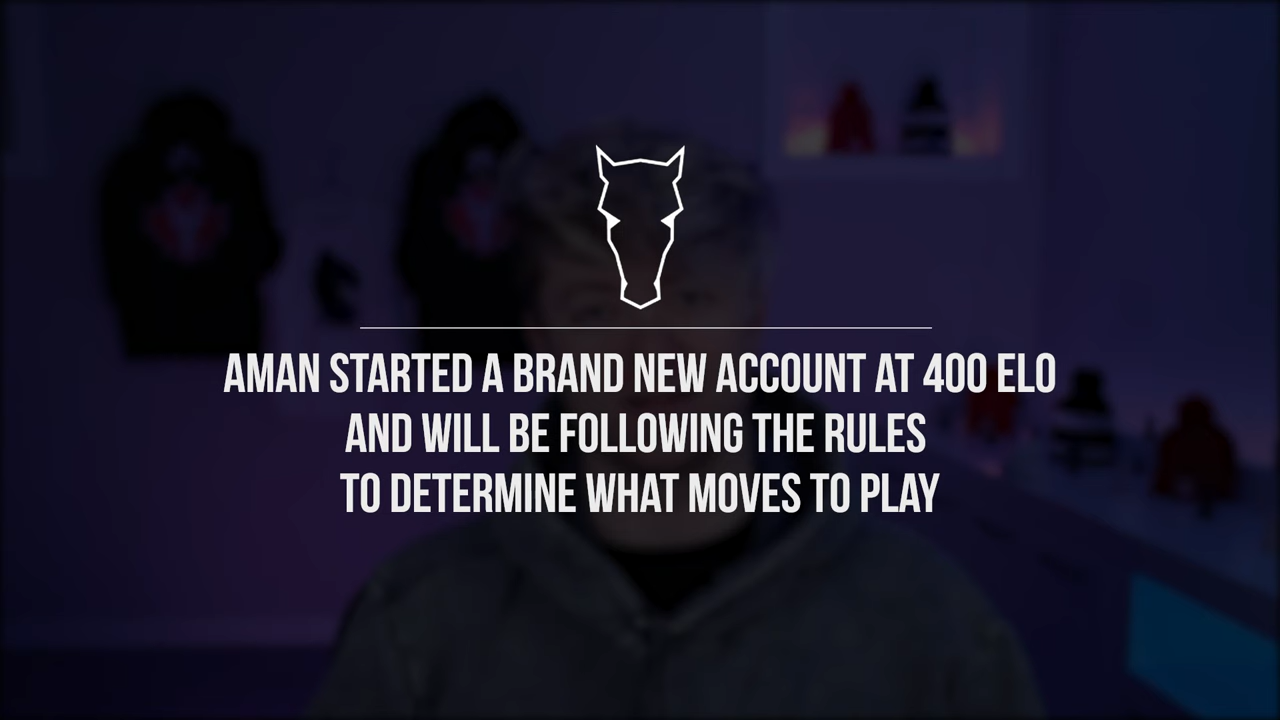 AMAN STARTED A BRAND NEW ACCOUNT AT 400 ELO
AND WILL BE FOLLOWING THE RULES
TO DETERMINE WHAT MOVES TO PLAY